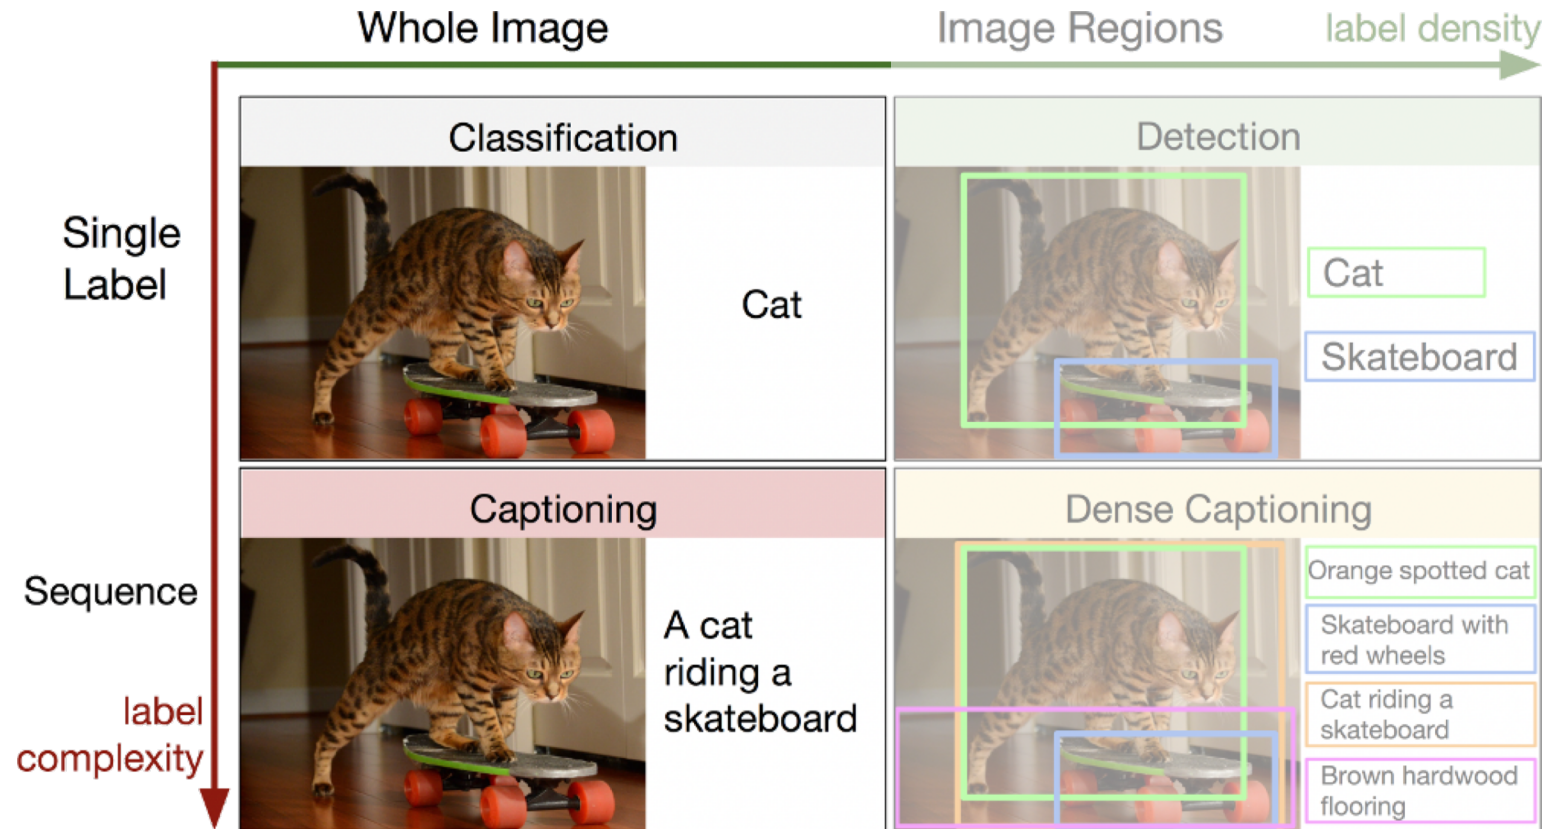 Whole Image
Image Regions
label density
Single
Label
Classification
Cat
Detection
Cat
Skateboard
Sequence
label
complexity
Captioning
A cat
riding a
skateboard
Dense Captioning
Orange spotted cat
Skateboard with
red wheels
Cat riding a
skateboard
Brown hardwood
flooring